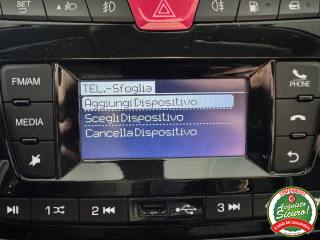 SET
FM/AM
MEDIA
TEL.-Sfoglia
Aggiungi Dispositivo
Scegli Dispositivo
Cancella Dispositivo
PHONE
1
2
3
Acquisto
Sicuro!